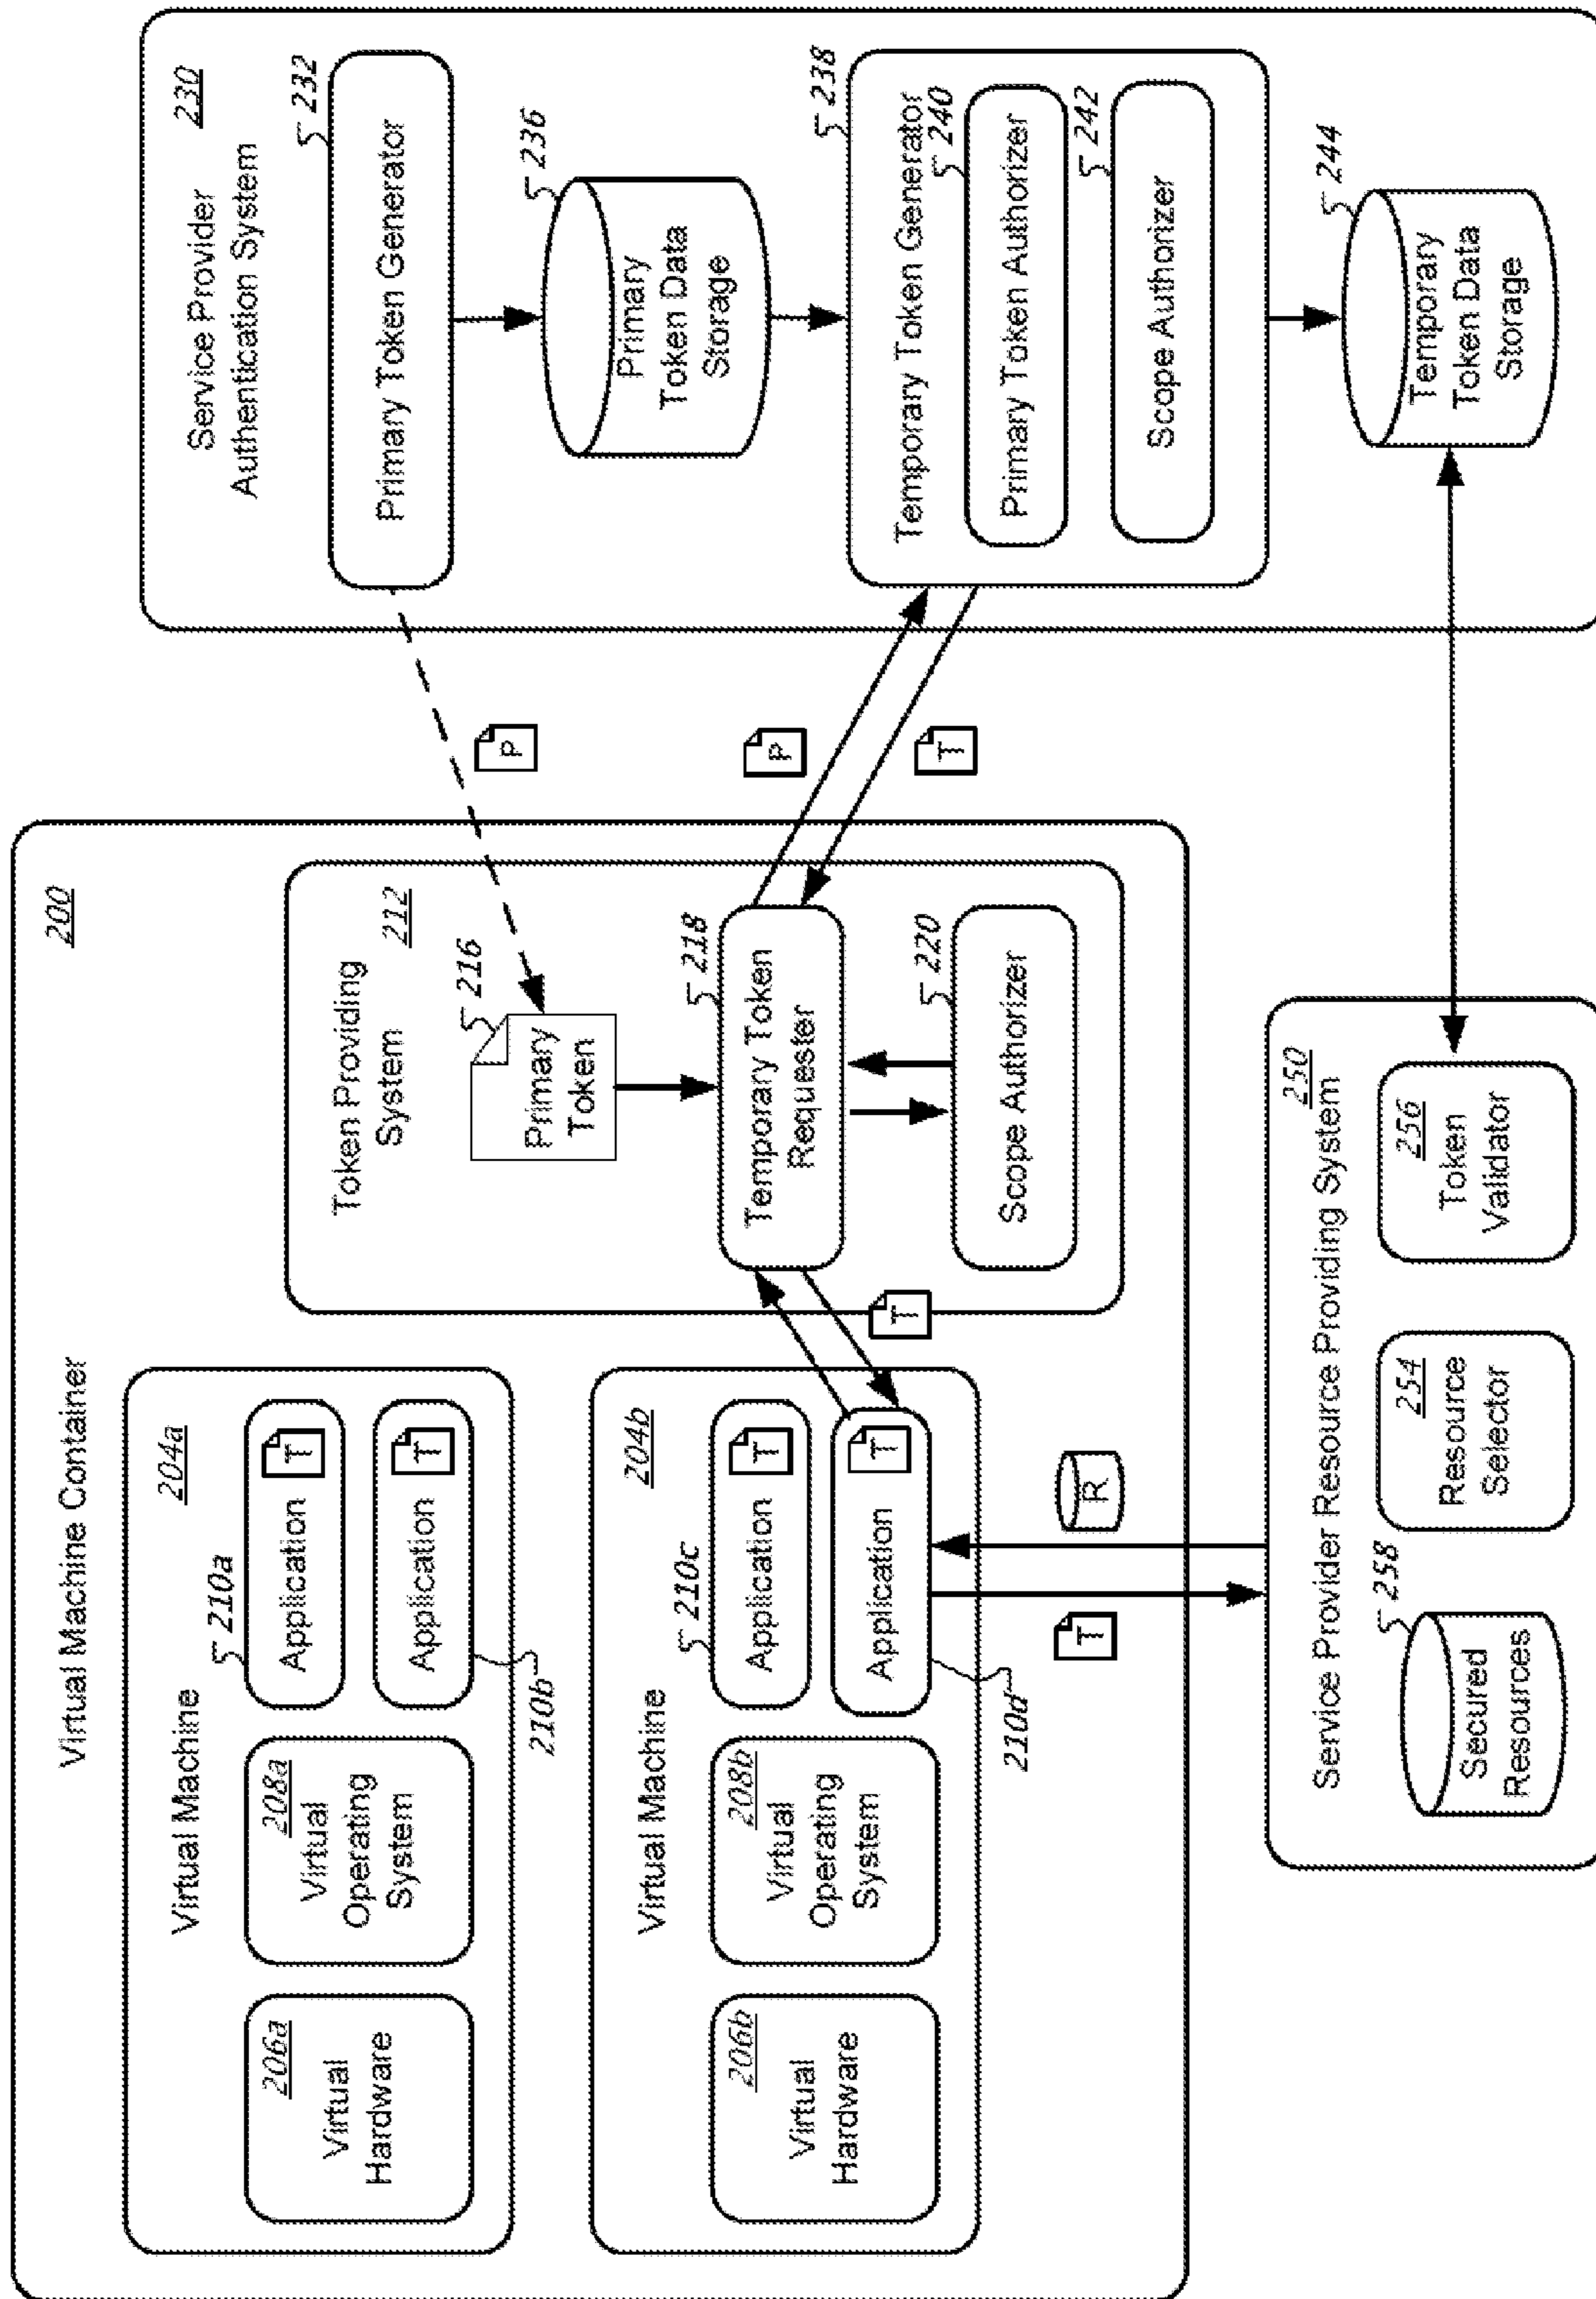 Virtual Machine Container
200
Virtual Machine
204a
206a
Virtual
Hardware
208a
Virtual
Operating
System
210a
Application
T
Application
T
210b
Virtual Machine
204b
206b
Virtual
Hardware
208b
Virtual
Operating
System
210c
Application
T
Application
T
210d
Token Providing
System
212
216
Primary
Token
218
Temporary Token
Requester
220
Scope Authorizer
T
P
P
T
Service Provider
Authentication System
230
232
Primary Token Generator
236
Primary
Token Data
Storage
238
Temporary Token Generator
240
Primary Token Authorizer
242
Scope Authorizer
244
Temporary
Token Data
Storage
T
R
Service Provider Resource Providing System
250
258
Secured
Resources
254
Resource
Selector
256
Token
Validator